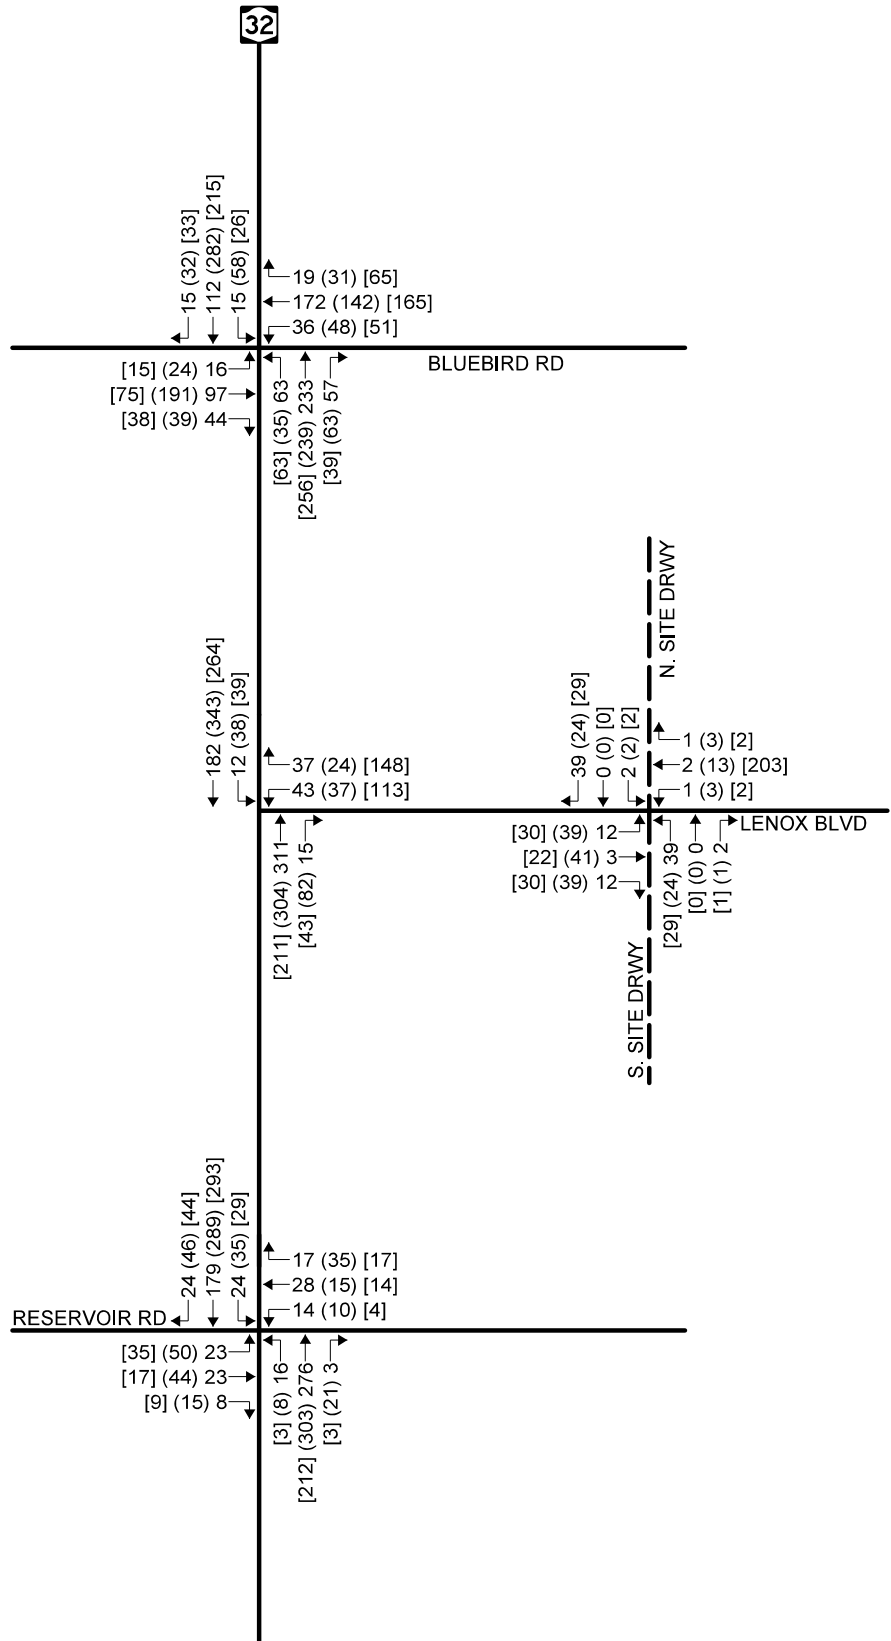 32
15 (32) [33]
112 (282) [215]
15 (58) [26]
19 (31) [65]
172 (142) [165]
36 (48) [51]
BLUEBIRD RD
[15] (24) 16
[75] (191) 97
[38] (39) 44
[63] (35) 63
[256] (239) 233
[39] (63) 57
N. SITE DRWY
182 (343) [264]
12 (38) [39]
37 (24) [148]
43 (37) [113]
39 (24) [29]
0 (0) [0]
2 (2) [2]
1 (3) [2]
2 (13) [203]
1 (3) [2]
LENOX BLVD
[211] (304) 311
[43] (82) 15
[30] (39) 12
[22] (41) 3
[30] (39) 12
[29] (24) 39
[0] (0) 0
[1] (1) 2
S. SITE DRWY
24 (46) [44]
179 (289) [293]
24 (35) [29]
17 (35) [17]
28 (15) [14]
14 (10) [4]
RESERVOIR RD
[35] (50) 23
[17] (44) 23
[9] (15) 8
[3] (8) 16
[212] (303) 276
[3] (21) 3